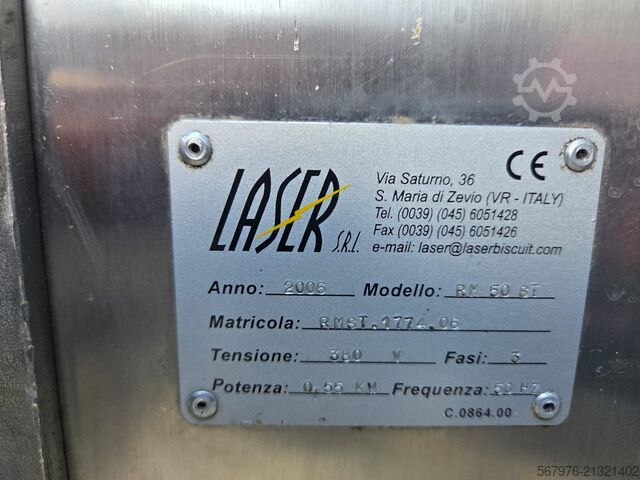 LASER S.R.L.
CE
Via Saturno, 36
S. Maria di Zevio (VR - ITALY)
Tel. (0039) (045) 6051428
Fax (0039) (045) 6051426
e-mail: laser@laserbiscuit.com
Anno: 2006 Modello: RM 50 ST
Matricola: RMST.1774.06
Tensione: 380 V Fasi: 3
Potenza: 0,55 KW Frequenza: 50 HZ
C.0864.00
567976-21321402